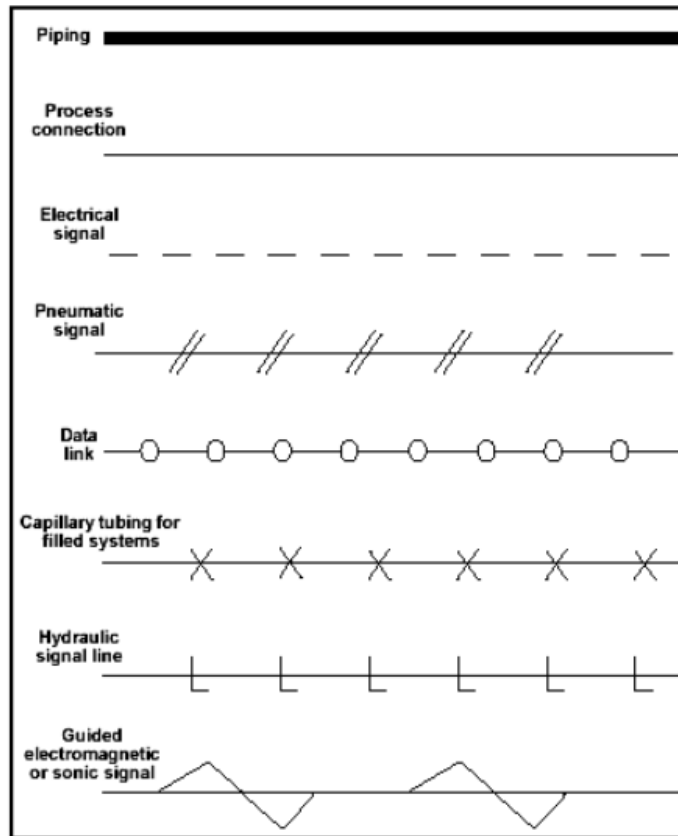 Piping
Process
connection
Electrical
signal
Pneumatic
signal
Data
link
Capillary tubing for
filled systems
Hydraulic
signal line
Guided
electromagnetic
or sonic signal